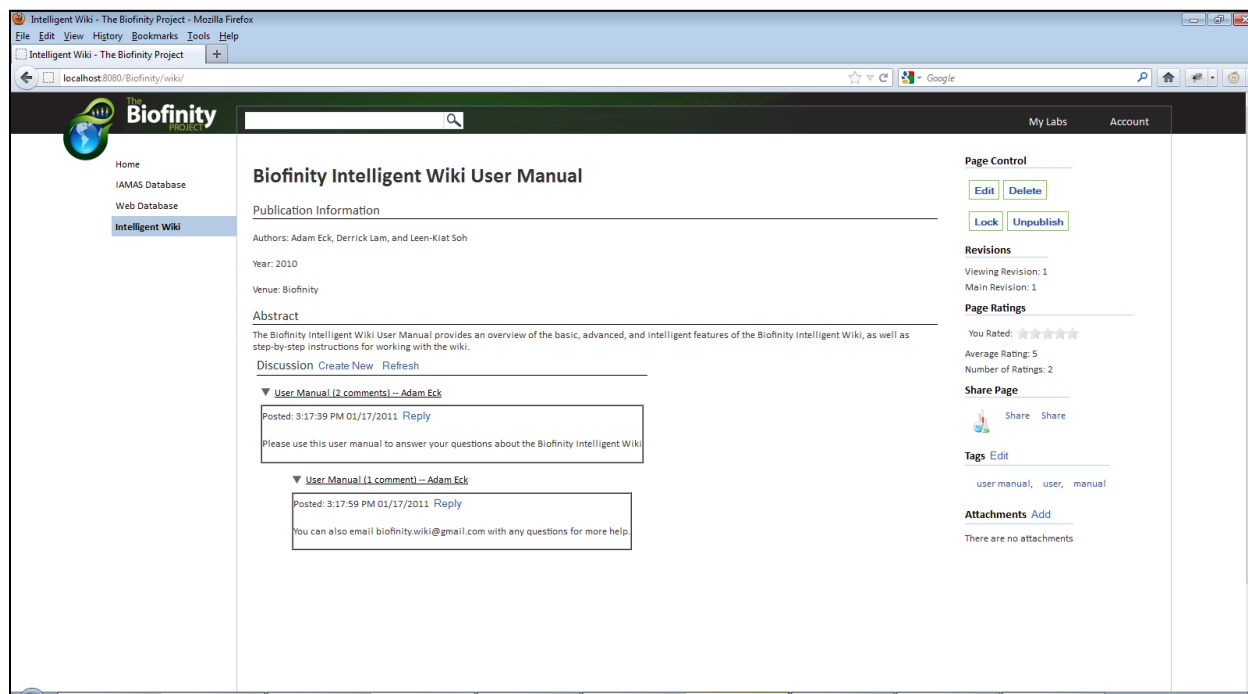 Intelligent Wiki - The Biofinity Project - Mozilla Firefox
File Edit View History Bookmarks Tools Help
Intelligent Wiki - The Biofinity Project +
localhost:8080/Biofinity/wiki/
Google
The
Biofinity
PROJECT
My Labs Account
Home
IAMAS Database
Web Database
Intelligent Wiki
Biofinity Intelligent Wiki User Manual
Publication Information
Authors: Adam Eck, Derrick Lam, and Leen-Kiat Soh
Year: 2010
Venue: Biofinity
Abstract
The Biofinity Intelligent Wiki User Manual provides an overview of the basic, advanced, and intelligent features of the Biofinity Intelligent Wiki, as well as
step-by-step instructions for working with the wiki.
Discussion Create New Refresh
User Manual (2 comments) -- Adam Eck
Posted: 3:17:39 PM 01/17/2011 Reply
Please use this user manual to answer your questions about the Biofinity Intelligent Wiki
User Manual (1 comment) -- Adam Eck
Posted: 3:17:59 PM 01/17/2011 Reply
You can also email biofinity.wiki@gmail.com with any questions for more help.
Page Control
Edit Delete
Lock Unpublish
Revisions
Viewing Revision: 1
Main Revision: 1
Page Ratings
You Rated:
Average Rating: 5
Number of Ratings: 2
Share Page
Share Share
Tags Edit
user manual, user, manual
Attachments Add
There are no attachments